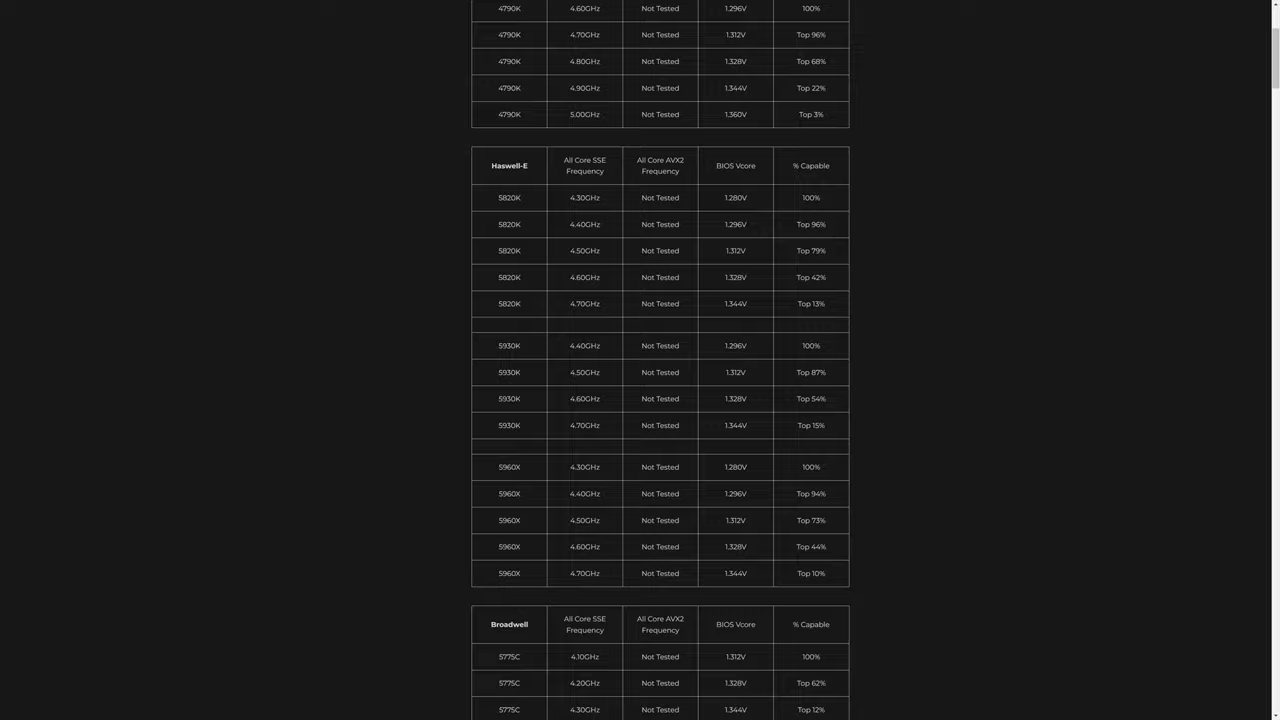 4790K 4.60GHz Not Tested 1.296V 100%
4790K 4.70GHz Not Tested 1.312V Top 96%
4790K 4.80GHz Not Tested 1.328V Top 68%
4790K 4.90GHz Not Tested 1.344V Top 22%
4790K 5.00GHz Not Tested 1.360V Top 3%
Haswell-E All Core SSE Frequency All Core AVX2 Frequency BIOS Vcore % Capable
5820K 4.30GHz Not Tested 1.280V 100%
5820K 4.40GHz Not Tested 1.296V Top 96%
5820K 4.50GHz Not Tested 1.312V Top 79%
5820K 4.60GHz Not Tested 1.328V Top 42%
5820K 4.70GHz Not Tested 1.344V Top 13%
5930K 4.40GHz Not Tested 1.296V 100%
5930K 4.50GHz Not Tested 1.312V Top 87%
5930K 4.60GHz Not Tested 1.328V Top 54%
5930K 4.70GHz Not Tested 1.344V Top 15%
5960X 4.30GHz Not Tested 1.280V 100%
5960X 4.40GHz Not Tested 1.296V Top 94%
5960X 4.50GHz Not Tested 1.312V Top 73%
5960X 4.60GHz Not Tested 1.328V Top 44%
5960X 4.70GHz Not Tested 1.344V Top 10%
Broadwell All Core SSE Frequency All Core AVX2 Frequency BIOS Vcore % Capable
5775C 4.10GHz Not Tested 1.312V 100%
5775C 4.20GHz Not Tested 1.328V Top 62%
5775C 4.30GHz Not Tested 1.344V Top 12%